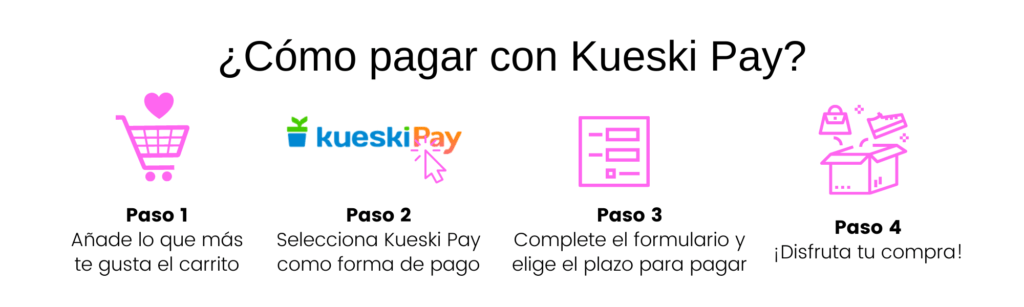 ¿Cómo pagar con Kueski Pay?
kueski Pay
Paso 1
Añade lo que más
te gusta el carrito
Paso 2
Selecciona Kueski Pay
como forma de pago
Paso 3
Complete el formulario y
elige el plazo para pagar
Paso 4
¡Disfruta tu compra!